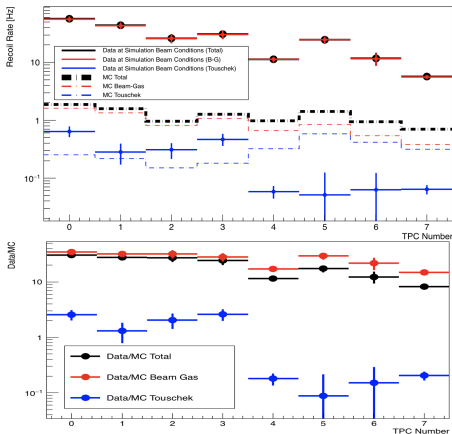 Recoil Rate [Hz]
10
1
10⁻¹
Data at Simulation Beam Conditions (Total)
Data at Simulation Beam Conditions (B-G)
Data at Simulation Beam Conditions (Touschek)
MC Total
MC Beam-Gas
MC Touschek
0 1 2 3 4 5 6 7
TPC Number
Data/MC
10
1
10⁻¹
Data/MC Total
Data/MC Beam Gas
Data/MC Touschek
0 1 2 3 4 5 6 7
TPC Number